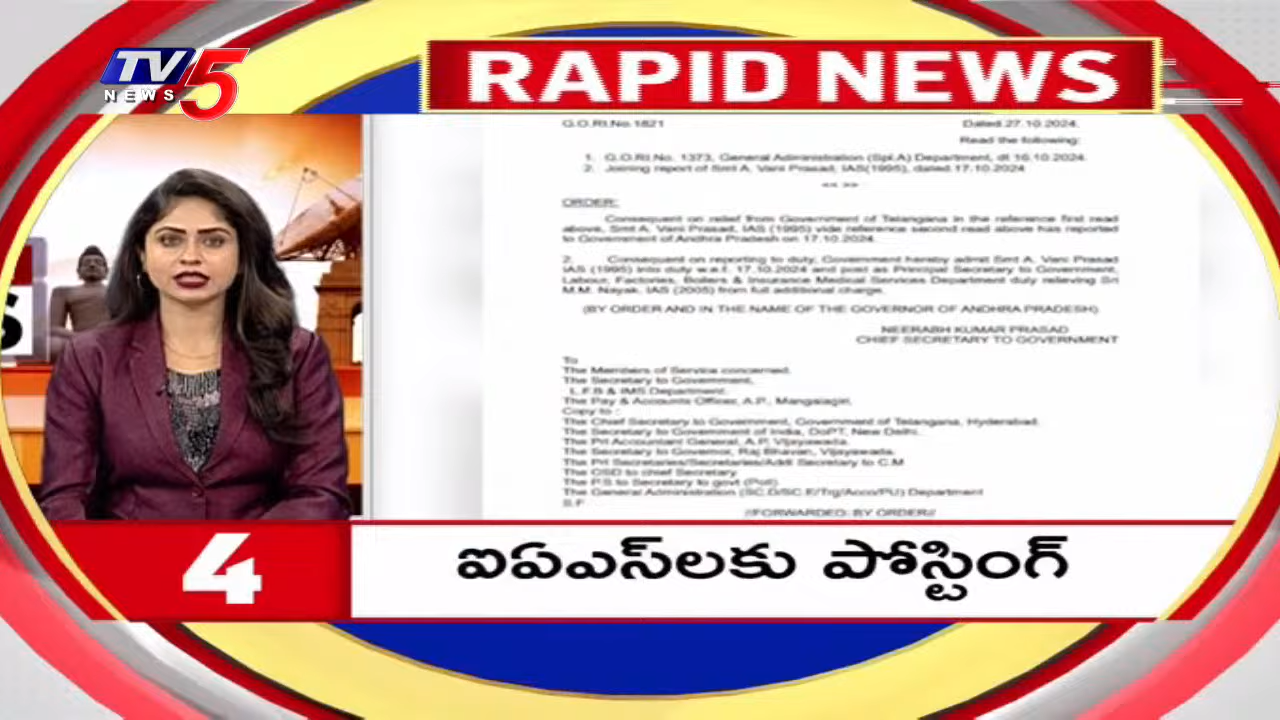 TV5
NEWS
RAPID NEWS
G.O.Rt.No.1821 Dated:27.10.2024.
Read the following:
1. G.O.Rt.No. 1373, General Administration (Spl.A) Department, dt 16.10.2024.
2. Joining report of Smt A. Vani Prasad, IAS(1995), dated.17.10.2024
<< >>
ORDER:
Consequent on relief from Government of Telangana in the reference first read
above, Smt A. Vani Prasad, IAS (1995) vide reference second read above has reported
to Government of Andhra Pradesh on 17.10.2024.
2. Consequent on reporting to duty, Government hereby admit Smt A. Vani Prasad
IAS (1995) into duty w.e.f. 17.10.2024 and post as Principal Secretary to Government,
Labour, Factories, Boilers & Insurance Medical Services Department duly relieving Sri
M.M. Nayak, IAS (2005) from full additional charge.
(BY ORDER AND IN THE NAME OF THE GOVERNOR OF ANDHRA PRADESH)
NEERABH KUMAR PRASAD
CHIEF SECRETARY TO GOVERNMENT
To
The Members of Service concerned.
The Secretary to Government,
L,F,B & IMS Department.
The Pay & Accounts Officer, A.P., Mangalagiri.
Copy to :
The Chief Secretary to Government, Government of Telangana, Hyderabad.
The Secretary to Government of India, DoPT, New Delhi.
The Prl Accountant General, A.P. Vijayawada.
The Secretary to Governor, Raj Bhavan, Vijayawada.
The Prl Secretaries/Secretaries/Addl Secretary to C.M
The OSD to chief Secretary
The P.S to Secretary to govt (Poll)
The General Administration (SC.D/SC.E/Trg/Acco/PU) Department
S.F
//FORWARDED: BY ORDER//
4 ఐఏఎస్‌లకు పోస్టింగ్